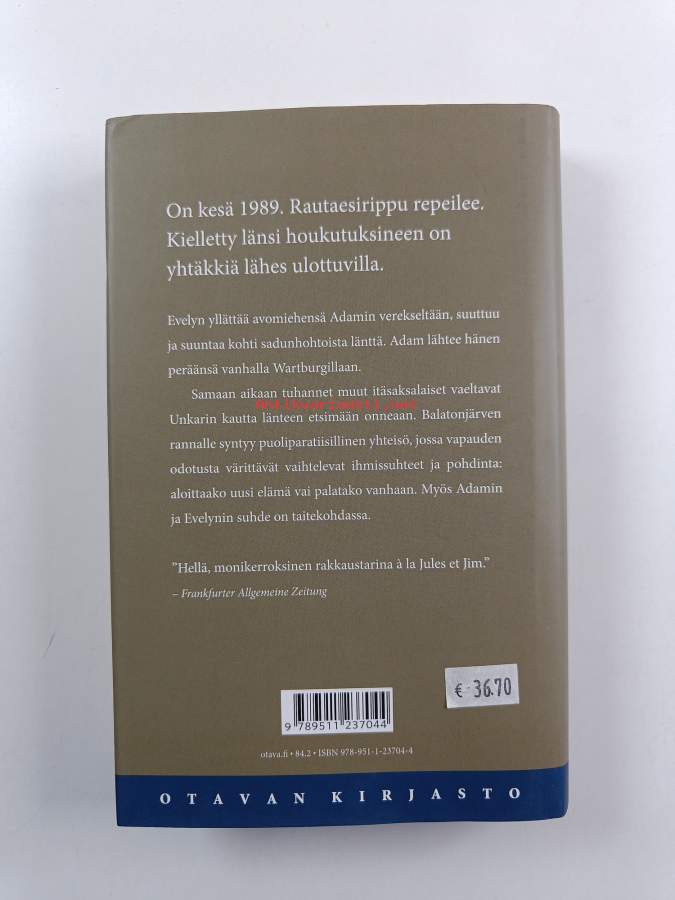 On kesä 1989. Rautaesirippu repeilee.
Kielletty länsi houkutuksineen on
yhtäkkiä lähes ulottuvilla.
Evelyn yllättää avomiehensä Adamin verekseltään, suuttuu
ja suuntaa kohti sadunhohtoista länttä. Adam lähtee hänen
peräänsä vanhalla Wartburgillaan.
Samaan aikaan tuhannet muut itäsaksalaiset vaeltavat
Unkarin kautta länteen etsimään onneaan. Balatonjärven
rannalle syntyy puoliparatiisillinen yhteisö, jossa vapauden
odotusta värittävät vaihtelevat ihmissuhteet ja pohdinta:
aloittaako uusi elämä vai palatako vanhaan. Myös Adamin
ja Evelynin suhde on taitekohdassa.
”Hellä, monikerroksinen rakkaustarina à la Jules et Jim.”
– Frankfurter Allgemeine Zeitung
€ 36.70
9 789511 237044
otava.fi • 84.2 • ISBN 978-951-1-23704-4
OTAVAN KIRJASTO